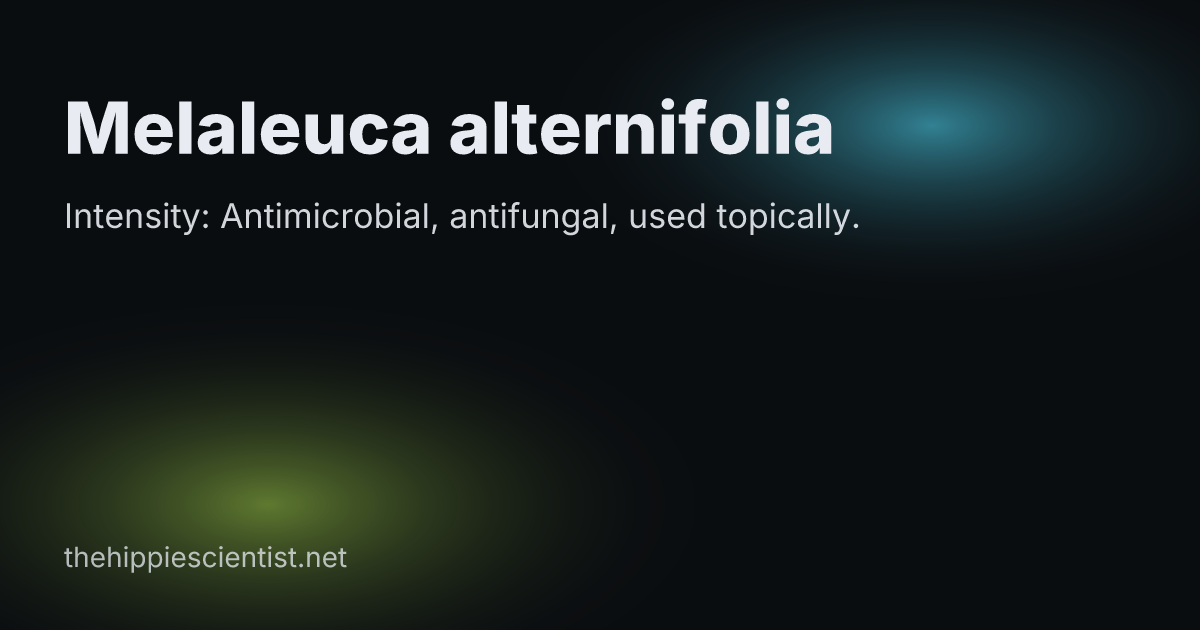 Melaleuca alternifolia
Intensity: Antimicrobial, antifungal, used topically.
thehippiescientist.net